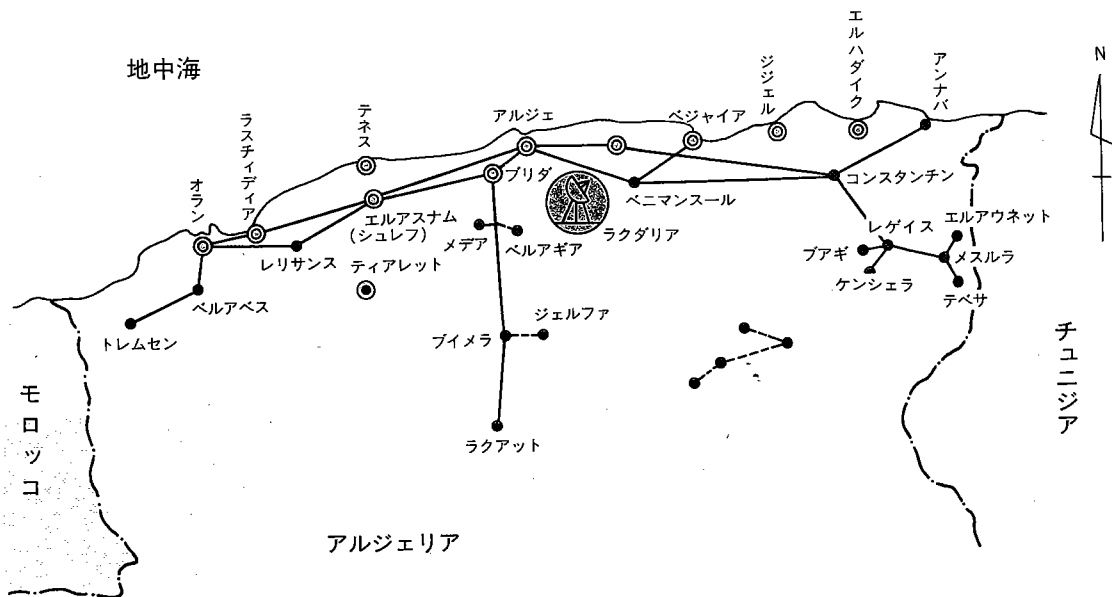 地中海
N
オラン
ラスティディア
テネス
アルジェ
ベジャイア
ジジェル
エルハダイク
アンナバ
ブリダ
エルアスナム
(シュレフ)
ベニマンスール
コンスタンチン
ラクダリア
メデア
ベルアギア
レリサンス
ティアレット
ベルアベス
トレムセン
レゲイス
エルアウネット
ブアギ
メスルラ
ケンシェラ
テベサ
ブイメラ
ジェルファ
ラクアット
モロッコ
チュニジア
アルジェリア